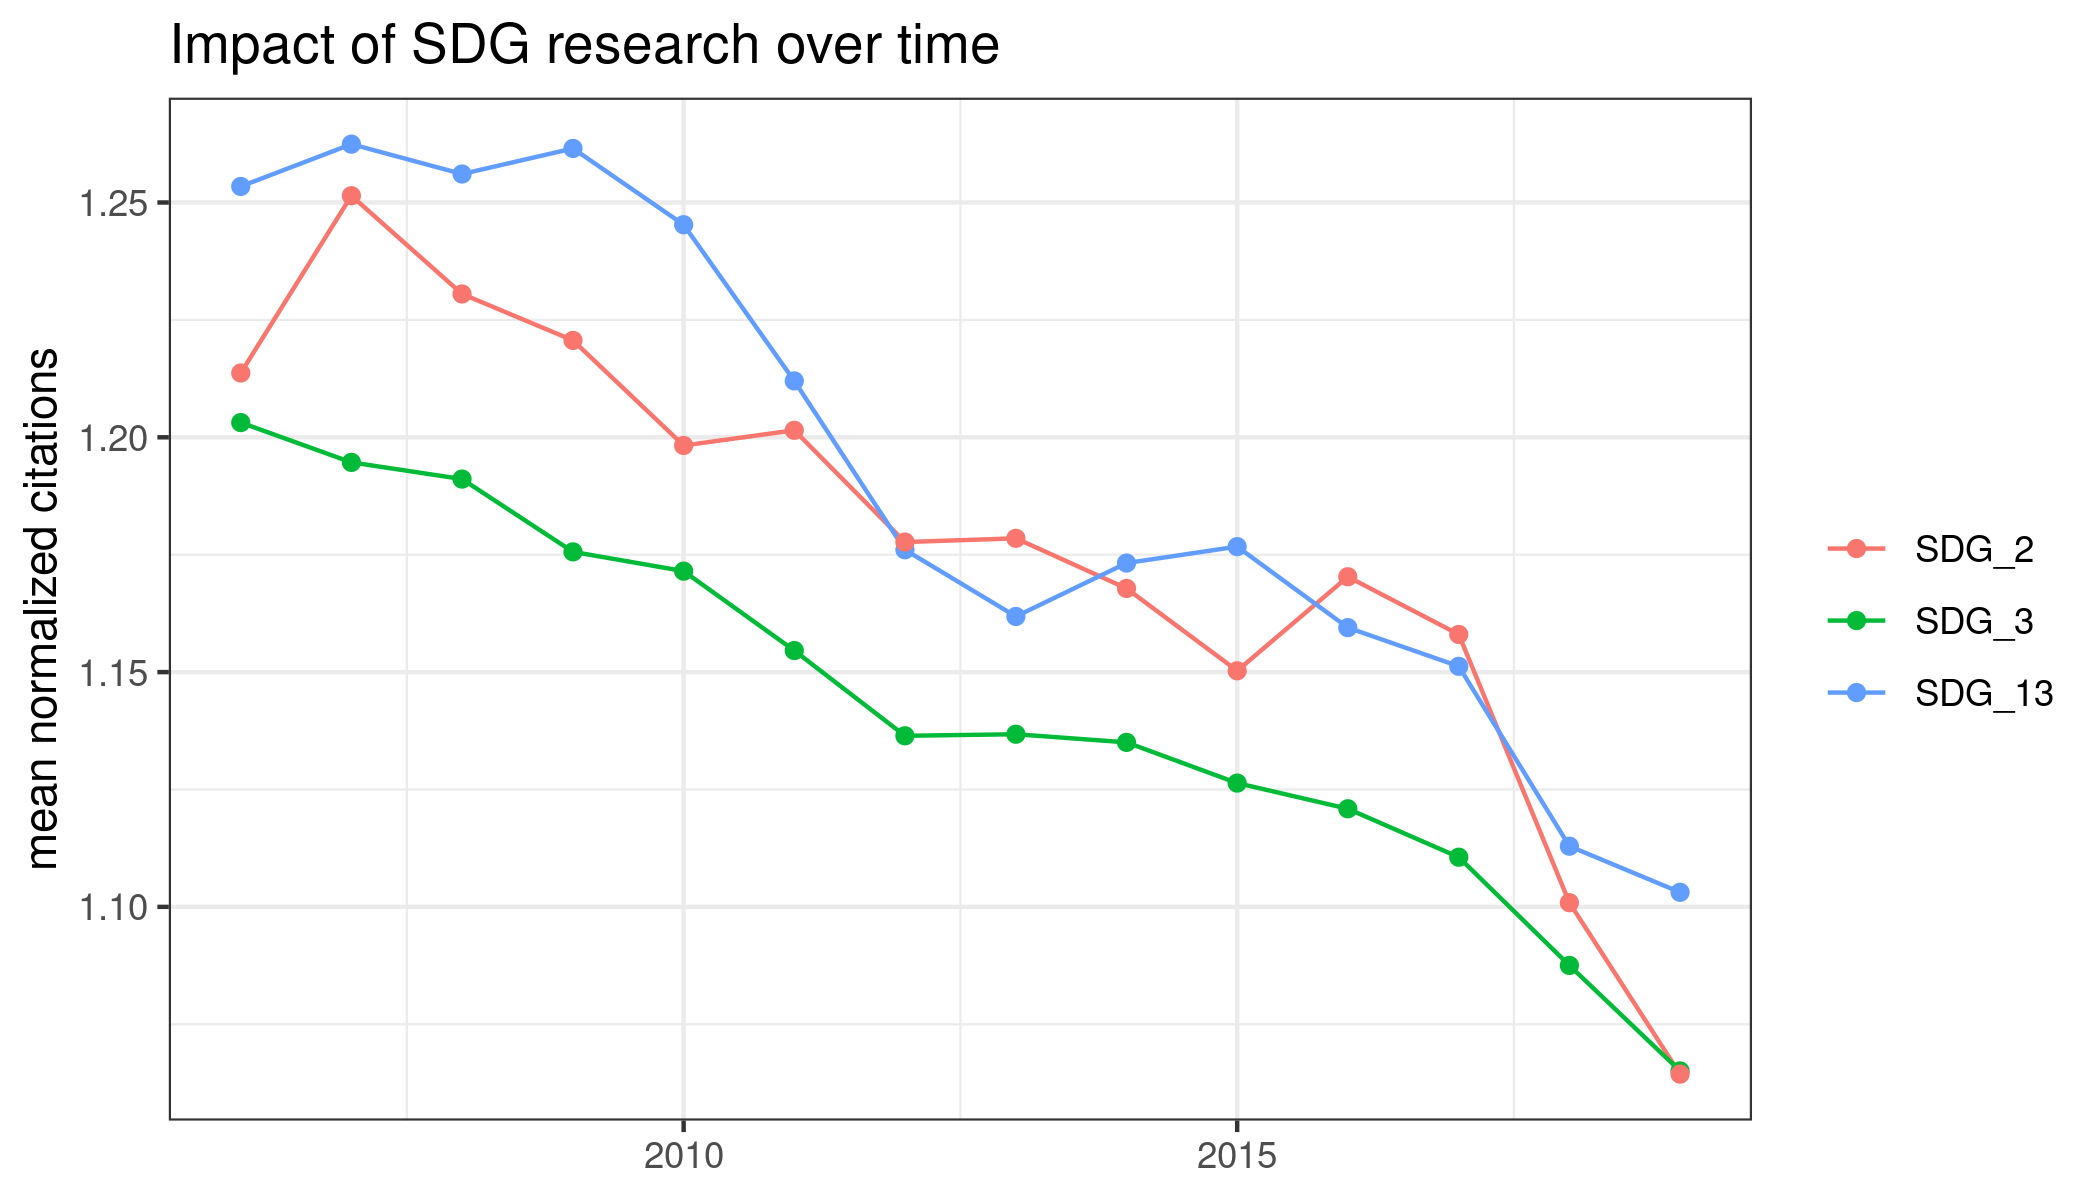 Impact of SDG research over time
mean normalized citations
1.25
1.20
1.15
1.10
2010
2015
SDG_2
SDG_3
SDG_13